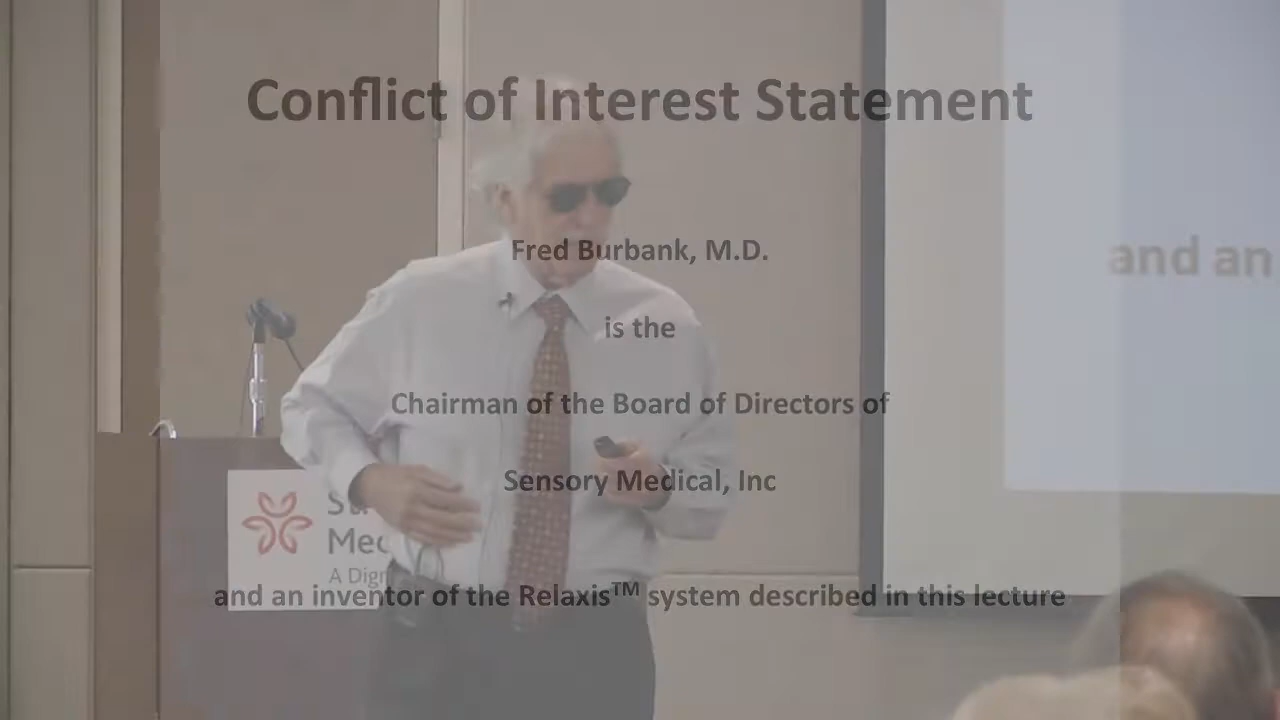 Conflict of Interest Statement
Fred Burbank, M.D.
is the
Chairman of the Board of Directors of
Sensory Medical, Inc
and an inventor of the Relaxis™ system described in this lecture
and an
A